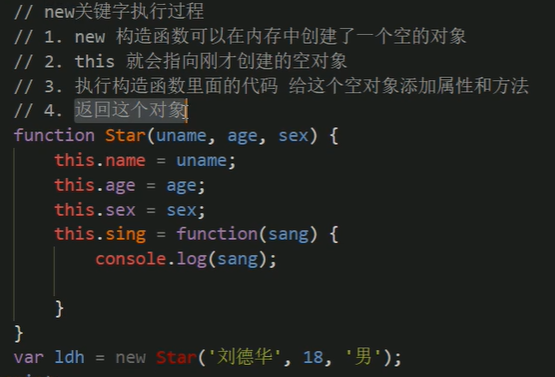 // new关键字执行过程
// 1. new 构造函数可以在内存中创建了一个空的对象
// 2. this 就会指向刚才创建的空对象
// 3. 执行构造函数里面的代码 给这个空对象添加属性和方法
// 4. 返回这个对象
function Star(uname, age, sex) {
    this.name = uname;
    this.age = age;
    this.sex = sex;
    this.sing = function(sang) {
        console.log(sang);
    }
}
var ldh = new Star('刘德华', 18, '男');